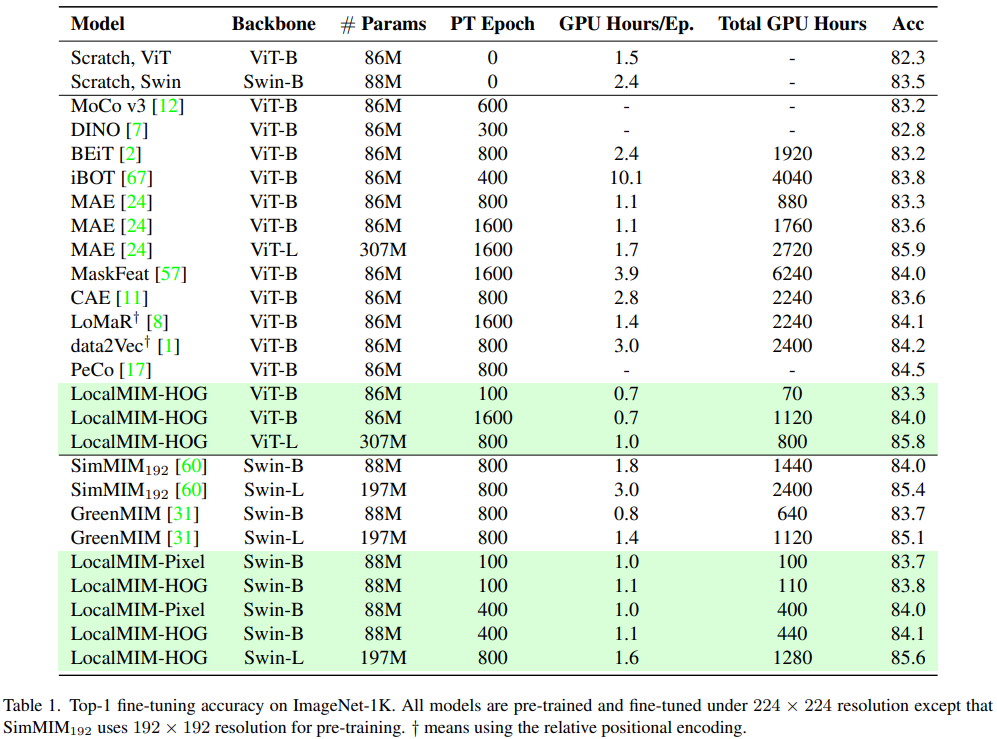 Model Backbone # Params PT Epoch GPU Hours/Ep. Total GPU Hours Acc
Scratch, ViT ViT-B 86M 0 1.5 - 82.3
Scratch, Swin Swin-B 88M 0 2.4 - 83.5
MoCo v3 [12] ViT-B 86M 600 - - 83.2
DINO [7] ViT-B 86M 300 - - 82.8
BEiT [2] ViT-B 86M 800 2.4 1920 83.2
iBOT [67] ViT-B 86M 400 10.1 4040 83.8
MAE [24] ViT-B 86M 800 1.1 880 83.3
MAE [24] ViT-B 86M 1600 1.1 1760 83.6
MAE [24] ViT-L 307M 1600 1.7 2720 85.9
MaskFeat [57] ViT-B 86M 1600 3.9 6240 84.0
CAE [11] ViT-B 86M 800 2.8 2240 83.6
LoMaR† [8] ViT-B 86M 1600 1.4 2240 84.1
data2Vec† [1] ViT-B 86M 800 3.0 2400 84.2
PeCo [17] ViT-B 86M 800 - - 84.5
LocalMIM-HOG ViT-B 86M 100 0.7 70 83.3
LocalMIM-HOG ViT-B 86M 1600 0.7 1120 84.0
LocalMIM-HOG ViT-L 307M 800 1.0 800 85.8
SimMIM₁₉₂ [60] Swin-B 88M 800 1.8 1440 84.0
SimMIM₁₉₂ [60] Swin-L 197M 800 3.0 2400 85.4
GreenMIM [31] Swin-B 88M 800 0.8 640 83.7
GreenMIM [31] Swin-L 197M 800 1.4 1120 85.1
LocalMIM-Pixel Swin-B 88M 100 1.0 100 83.7
LocalMIM-HOG Swin-B 88M 100 1.1 110 83.8
LocalMIM-Pixel Swin-B 88M 400 1.0 400 84.0
LocalMIM-HOG Swin-B 88M 400 1.1 440 84.1
LocalMIM-HOG Swin-L 197M 800 1.6 1280 85.6
Table 1. Top-1 fine-tuning accuracy on ImageNet-1K. All models are pre-trained and fine-tuned under 224 × 224 resolution except that
SimMIM₁₉₂ uses 192 × 192 resolution for pre-training. † means using the relative positional encoding.